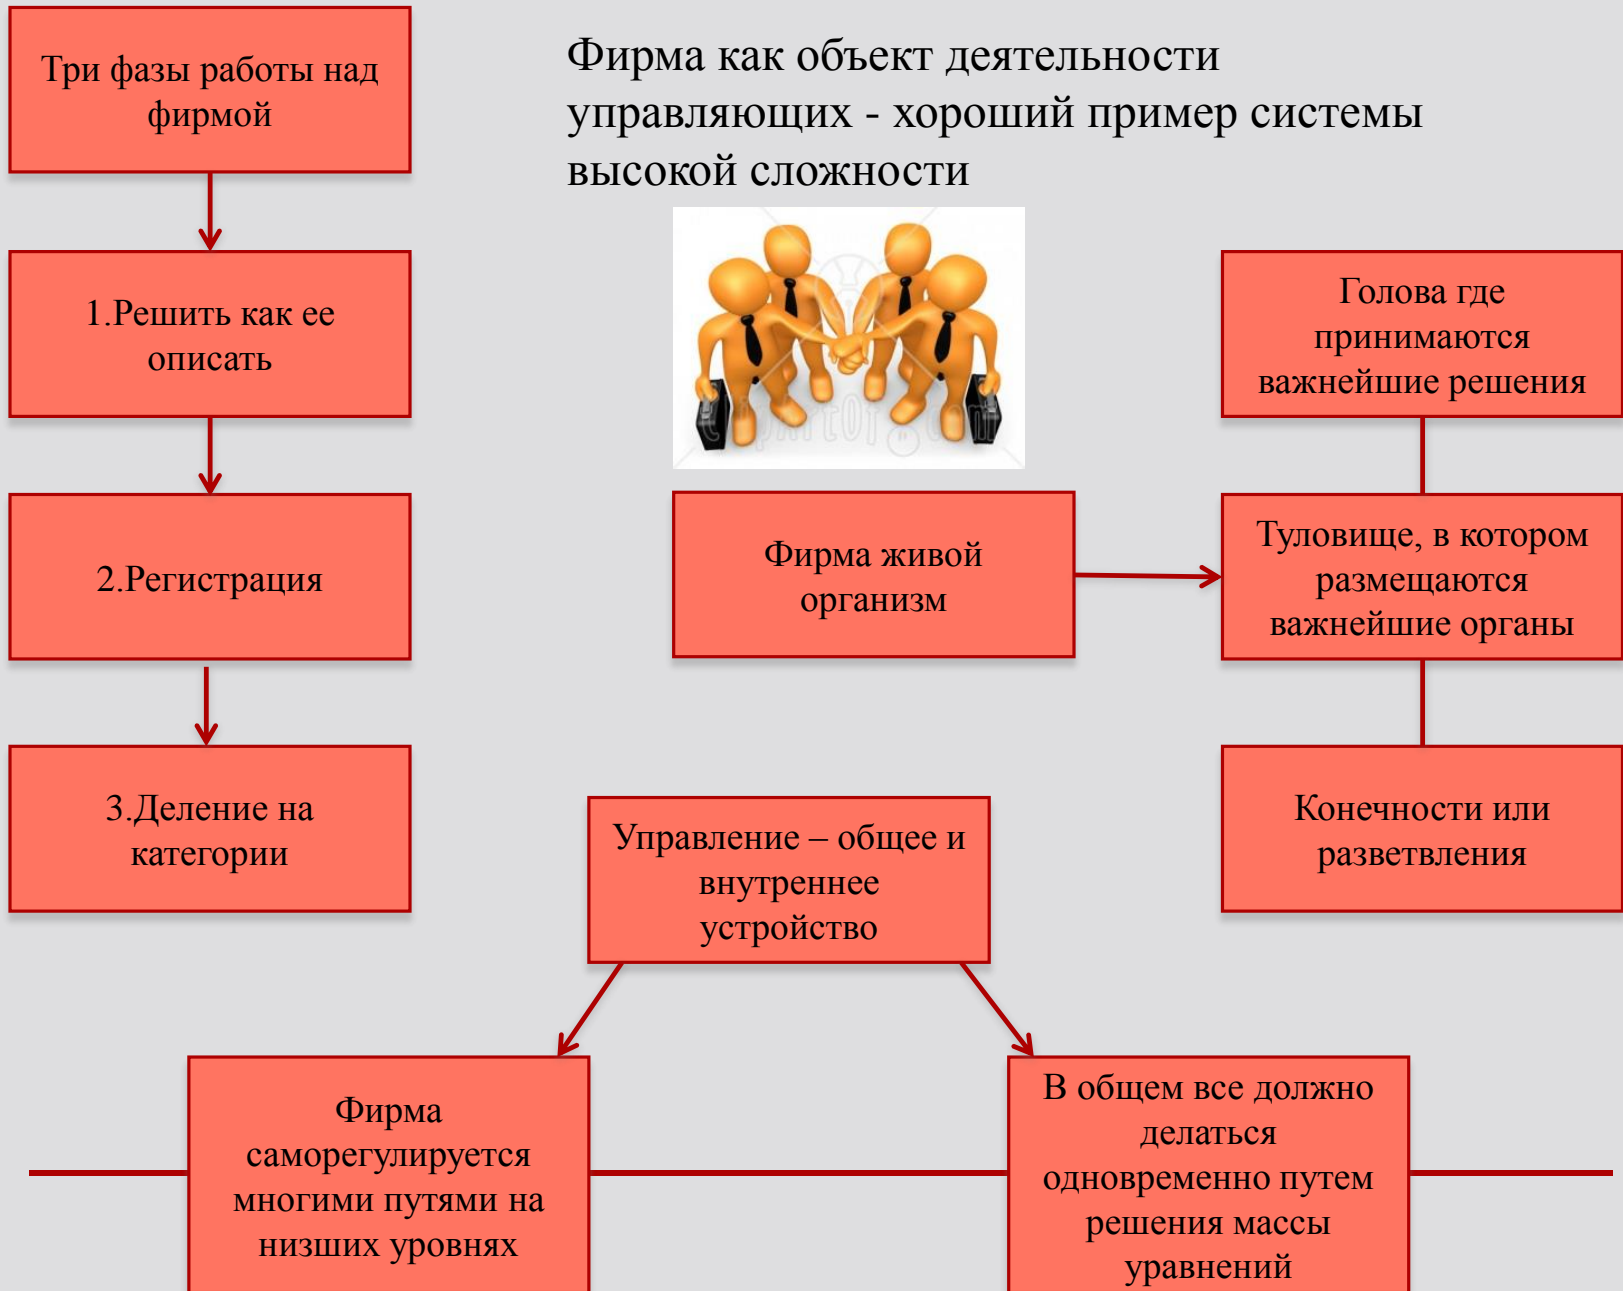 Три фазы работы над
фирмой
Фирма как объект деятельности
управляющих - хороший пример системы
высокой сложности
1.Решить как ее
описать
2.Регистрация
3.Деление на
категории
Фирма живой
организм
Голова где
принимаются
важнейшие решения
Туловище, в котором
размещаются
важнейшие органы
Конечности или
разветвления
Управление – общее и
внутреннее
устройство
Фирма
саморегулируется
многими путями на
низших уровнях
В общем все должно
делаться
одновременно путем
решения массы
уравнений